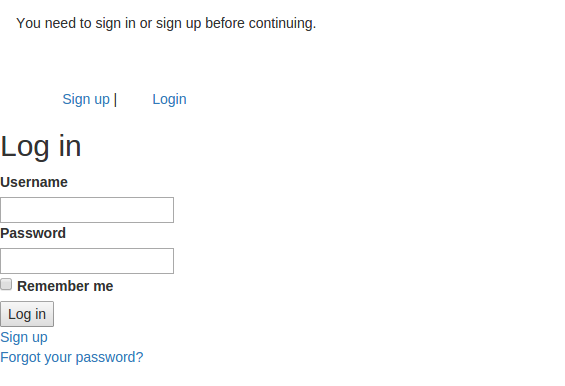 You need to sign in or sign up before continuing.
Sign up | Login
Log in
Username
Password
Remember me
Log in
Sign up
Forgot your password?